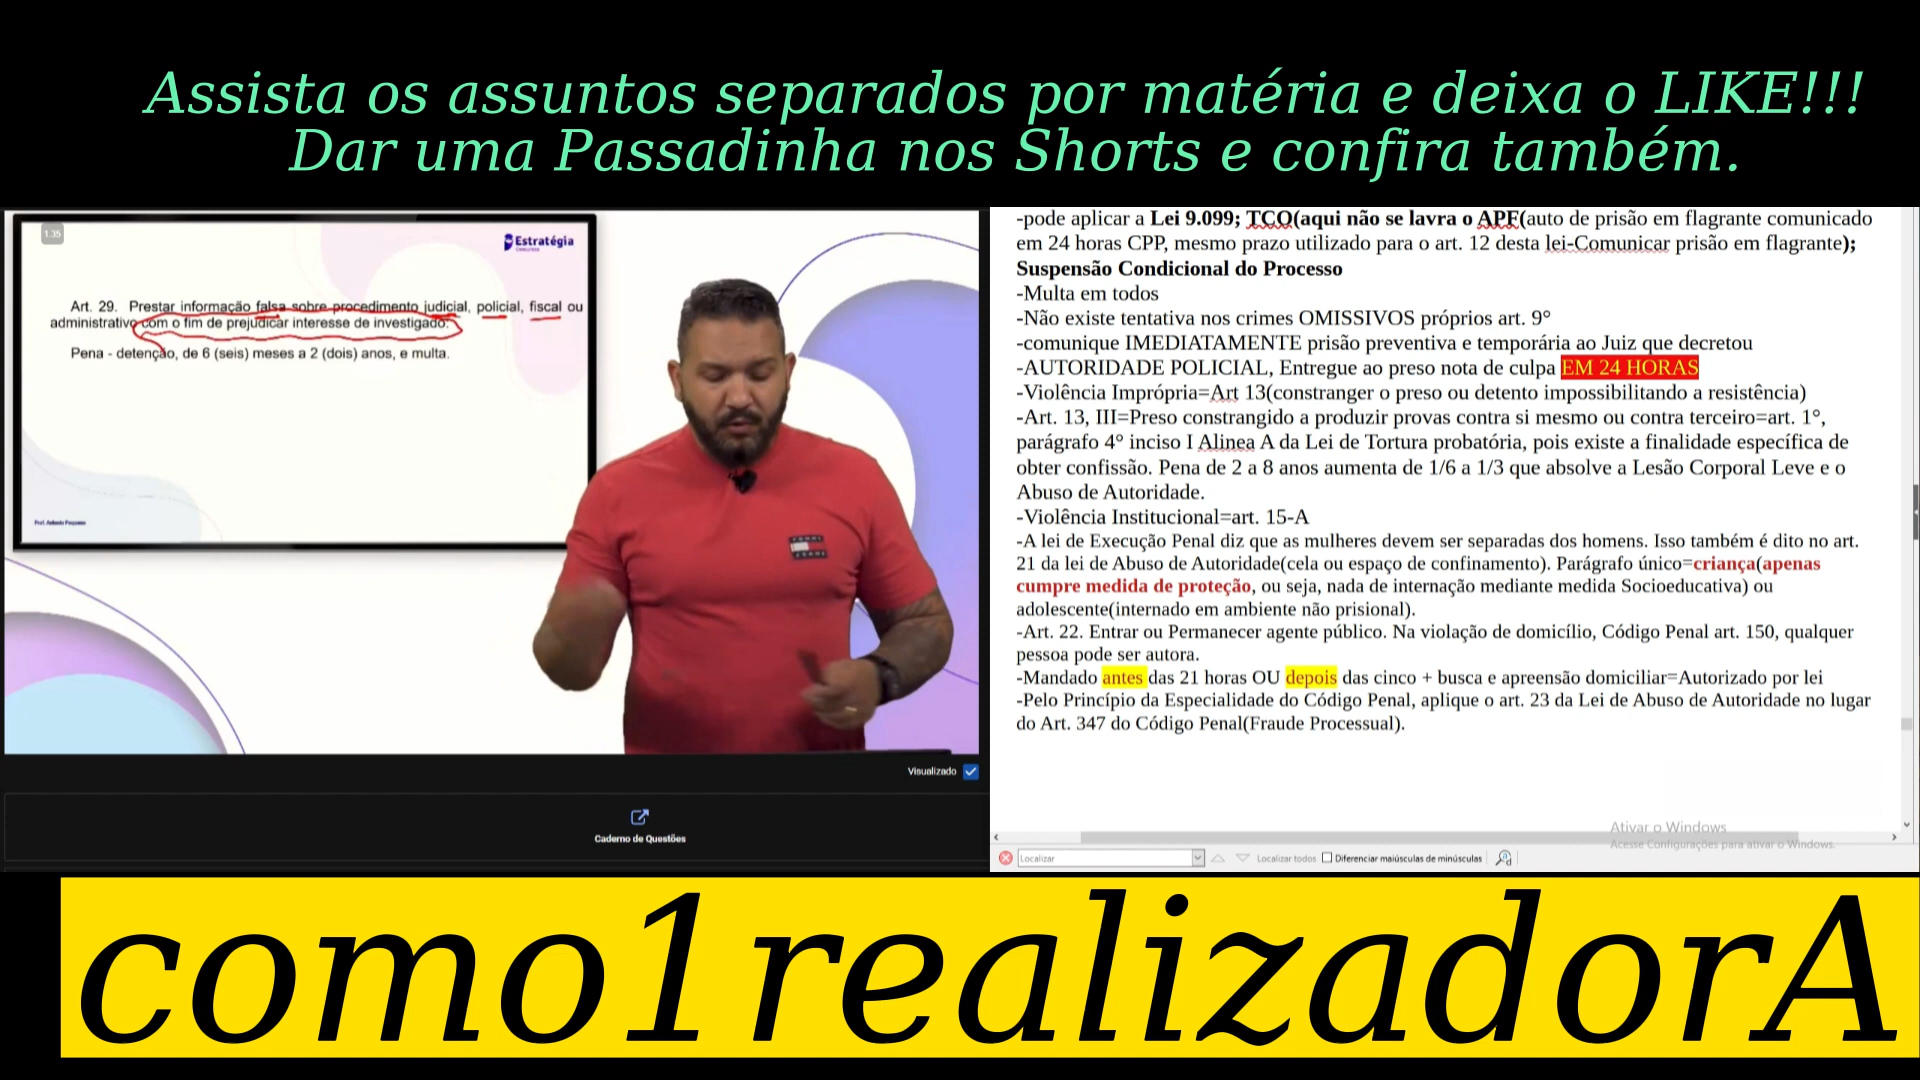 Assista os assuntos separados por matéria e deixa o LIKE!!!
Dar uma Passadinha nos Shorts e confira também.
1.35
Estratégia
Art. 29. Prestar informação falsa sobre procedimento judicial, policial, fiscal ou
administrativo com o fim de prejudicar interesse de investigado:
Pena - detenção, de 6 (seis) meses a 2 (dois) anos, e multa.
Visualizado
Caderno de Questões
-pode aplicar a Lei 9.099; TCO(aqui não se lavra o APF(auto de prisão em flagrante comunicado
em 24 horas CPP, mesmo prazo utilizado para o art. 12 desta lei-Comunicar prisão em flagrante);
Suspensão Condicional do Processo
-Multa em todos
-Não existe tentativa nos crimes OMISSIVOS próprios art. 9°
-comunique IMEDIATAMENTE prisão preventiva e temporária ao Juiz que decretou
-AUTORIDADE POLICIAL, Entregue ao preso nota de culpa EM 24 HORAS
-Violência Imprópria=Art 13(constranger o preso ou detento impossibilitando a resistência)
-Art. 13, III=Preso constrangido a produzir provas contra si mesmo ou contra terceiro=art. 1°,
parágrafo 4° inciso I Alinea A da Lei de Tortura probatória, pois existe a finalidade específica de
obter confissão. Pena de 2 a 8 anos aumenta de 1/6 a 1/3 que absolve a Lesão Corporal Leve e o
Abuso de Autoridade.
-Violência Institucional=art. 15-A
-A lei de Execução Penal diz que as mulheres devem ser separadas dos homens. Isso também é dito no art.
21 da lei de Abuso de Autoridade(cela ou espaço de confinamento). Parágrafo único=criança(apenas
cumpre medida de proteção, ou seja, nada de internação mediante medida Socioeducativa) ou
adolescente(internado em ambiente não prisional).
-Art. 22. Entrar ou Permanecer agente público. Na violação de domicílio, Código Penal art. 150, qualquer
pessoa pode ser autora.
-Mandado antes das 21 horas OU depois das cinco + busca e apreensão domiciliar=Autorizado por lei
-Pelo Princípio da Especialidade do Código Penal, aplique o art. 23 da Lei de Abuso de Autoridade no lugar
do Art. 347 do Código Penal(Fraude Processual).
Ativar o Windows
Acesse Configurações para ativar o Windows.
Localizar
Localizar todos
Diferenciar maiúsculas de minúsculas
como1realizadorA